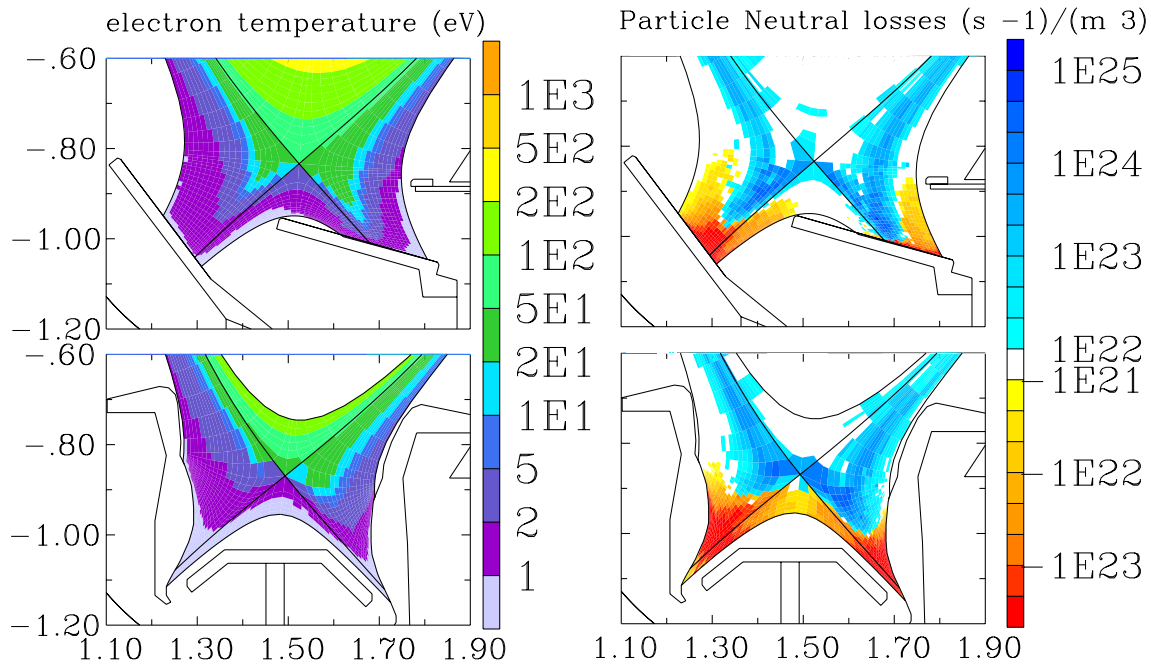 electron temperature (eV)
Particle Neutral losses (s -1)/(m 3)
-.60
-.80
-1.00
-1.20
1E3
5E2
2E2
1E2
5E1
2E1
1E1
5
2
1
1E25
1E24
1E23
1E22
1E21
1E22
1E23
-.60
-.80
-1.00
-1.20
1.10 1.30 1.50 1.70 1.90
1.10 1.30 1.50 1.70 1.90